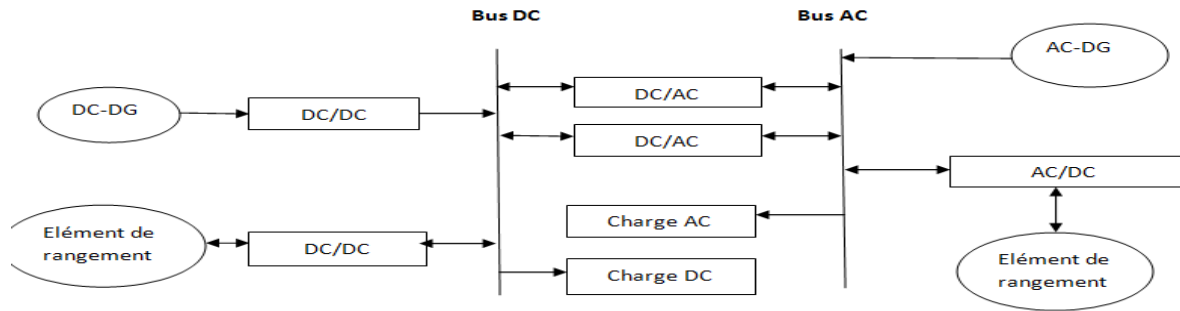 Bus DC
Bus AC
AC-DG
DC/AC
DC-DG
DC/DC
DC/AC
AC/DC
Charge AC
Elément de
rangement
DC/DC
Charge DC
Elément de
rangement